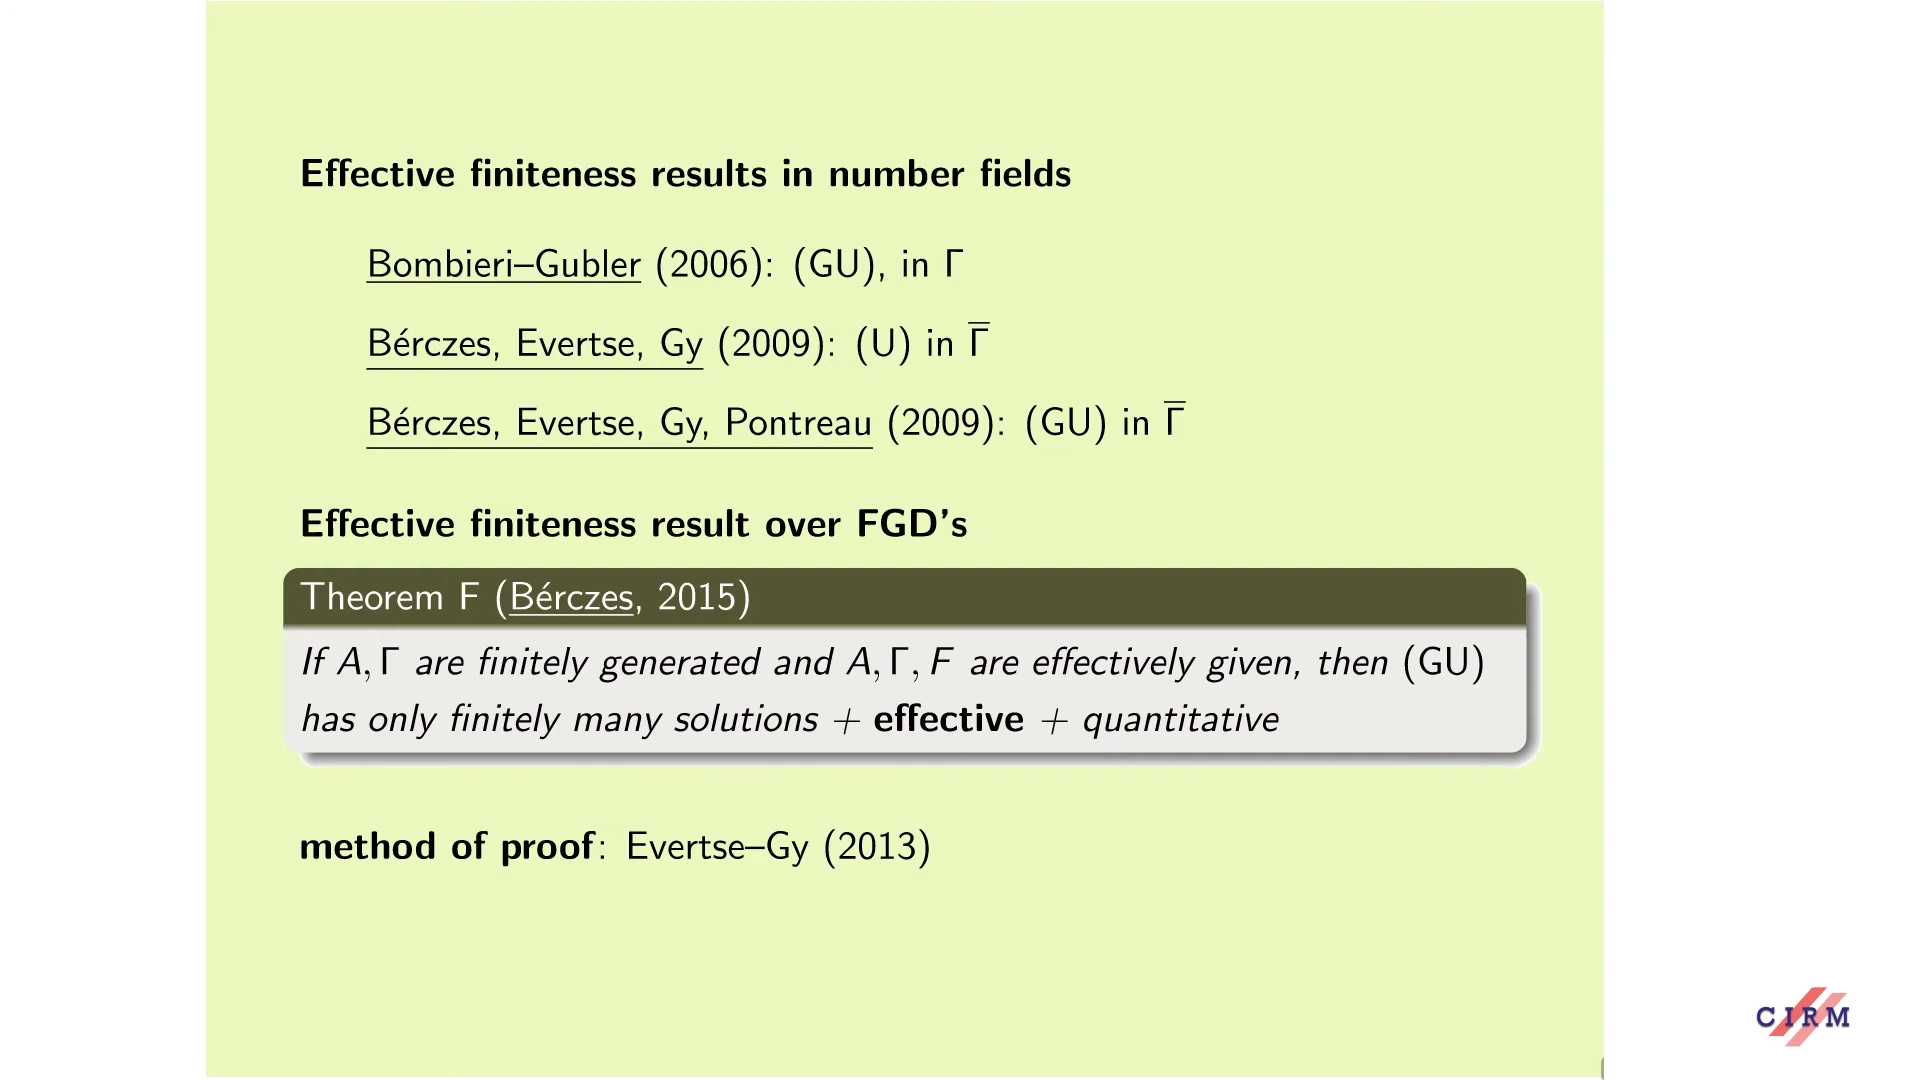 Effective finiteness results in number fields
Bombieri–Gubler (2006): (GU), in Γ
Bérczes, Evertse, Gy (2009): (U) in Γ̅
Bérczes, Evertse, Gy, Pontreau (2009): (GU) in Γ̅
Effective finiteness result over FGD's
Theorem F (Bérczes, 2015)
If A, Γ are finitely generated and A, Γ, F are effectively given, then (GU)
has only finitely many solutions + effective + quantitative
method of proof: Evertse–Gy (2013)
CIRM